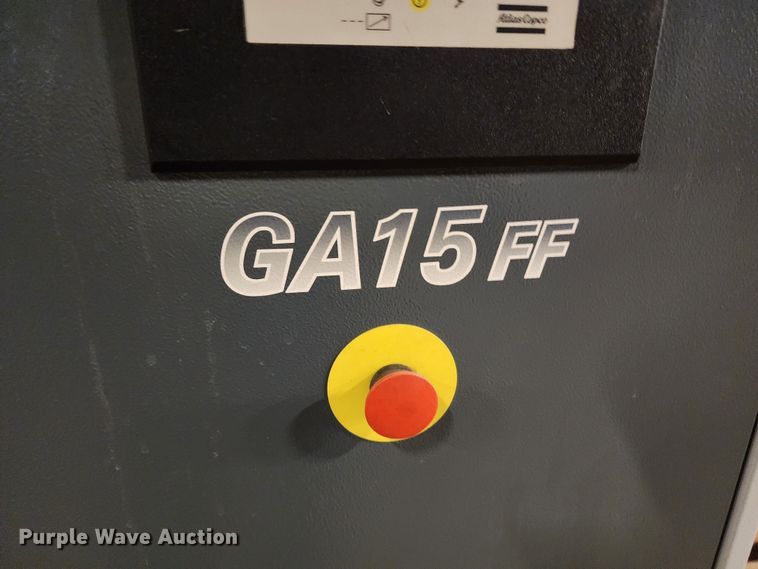 Atlas Copco
GA15 FF
Purple Wave Auction